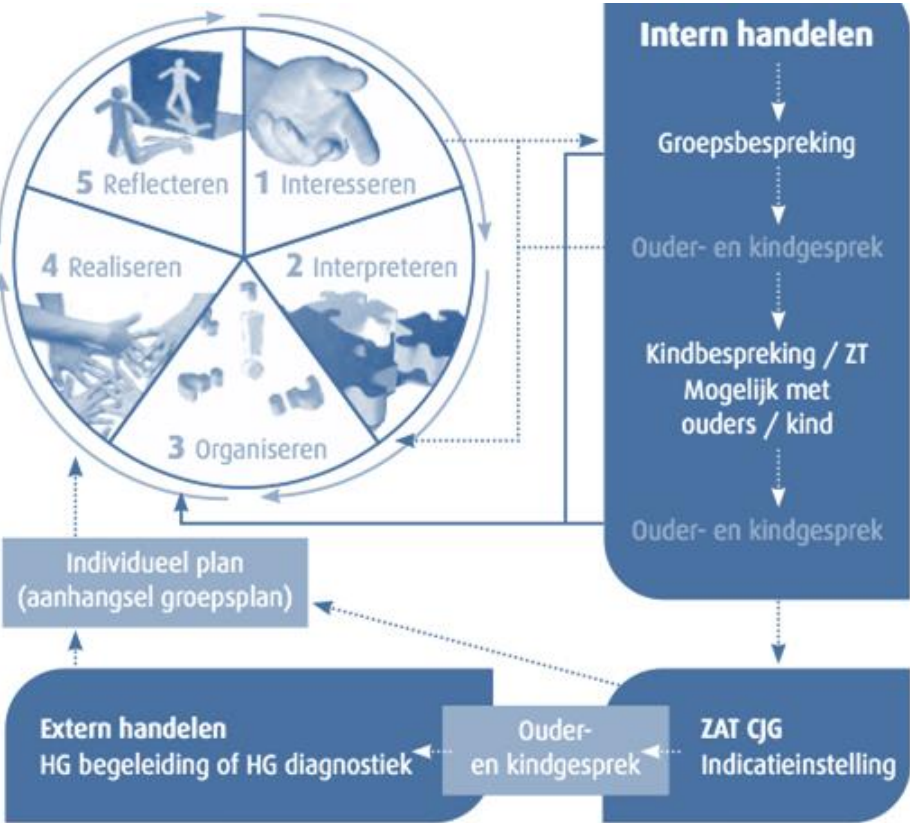 5 Reflecteren
1 Interesseren
4 Realiseren
2 Interpreteren
3 Organiseren
Intern handelen
Groepsbespreking
Ouder- en kindgesprek
Kindbespreking / ZT
Mogelijk met
ouders / kind
Ouder- en kindgesprek
Individueel plan
(aanhangsel groepsplan)
Extern handelen
HG begeleiding of HG diagnostiek
Ouder-
en kindgesprek
ZAT CJG
Indicatieinstelling